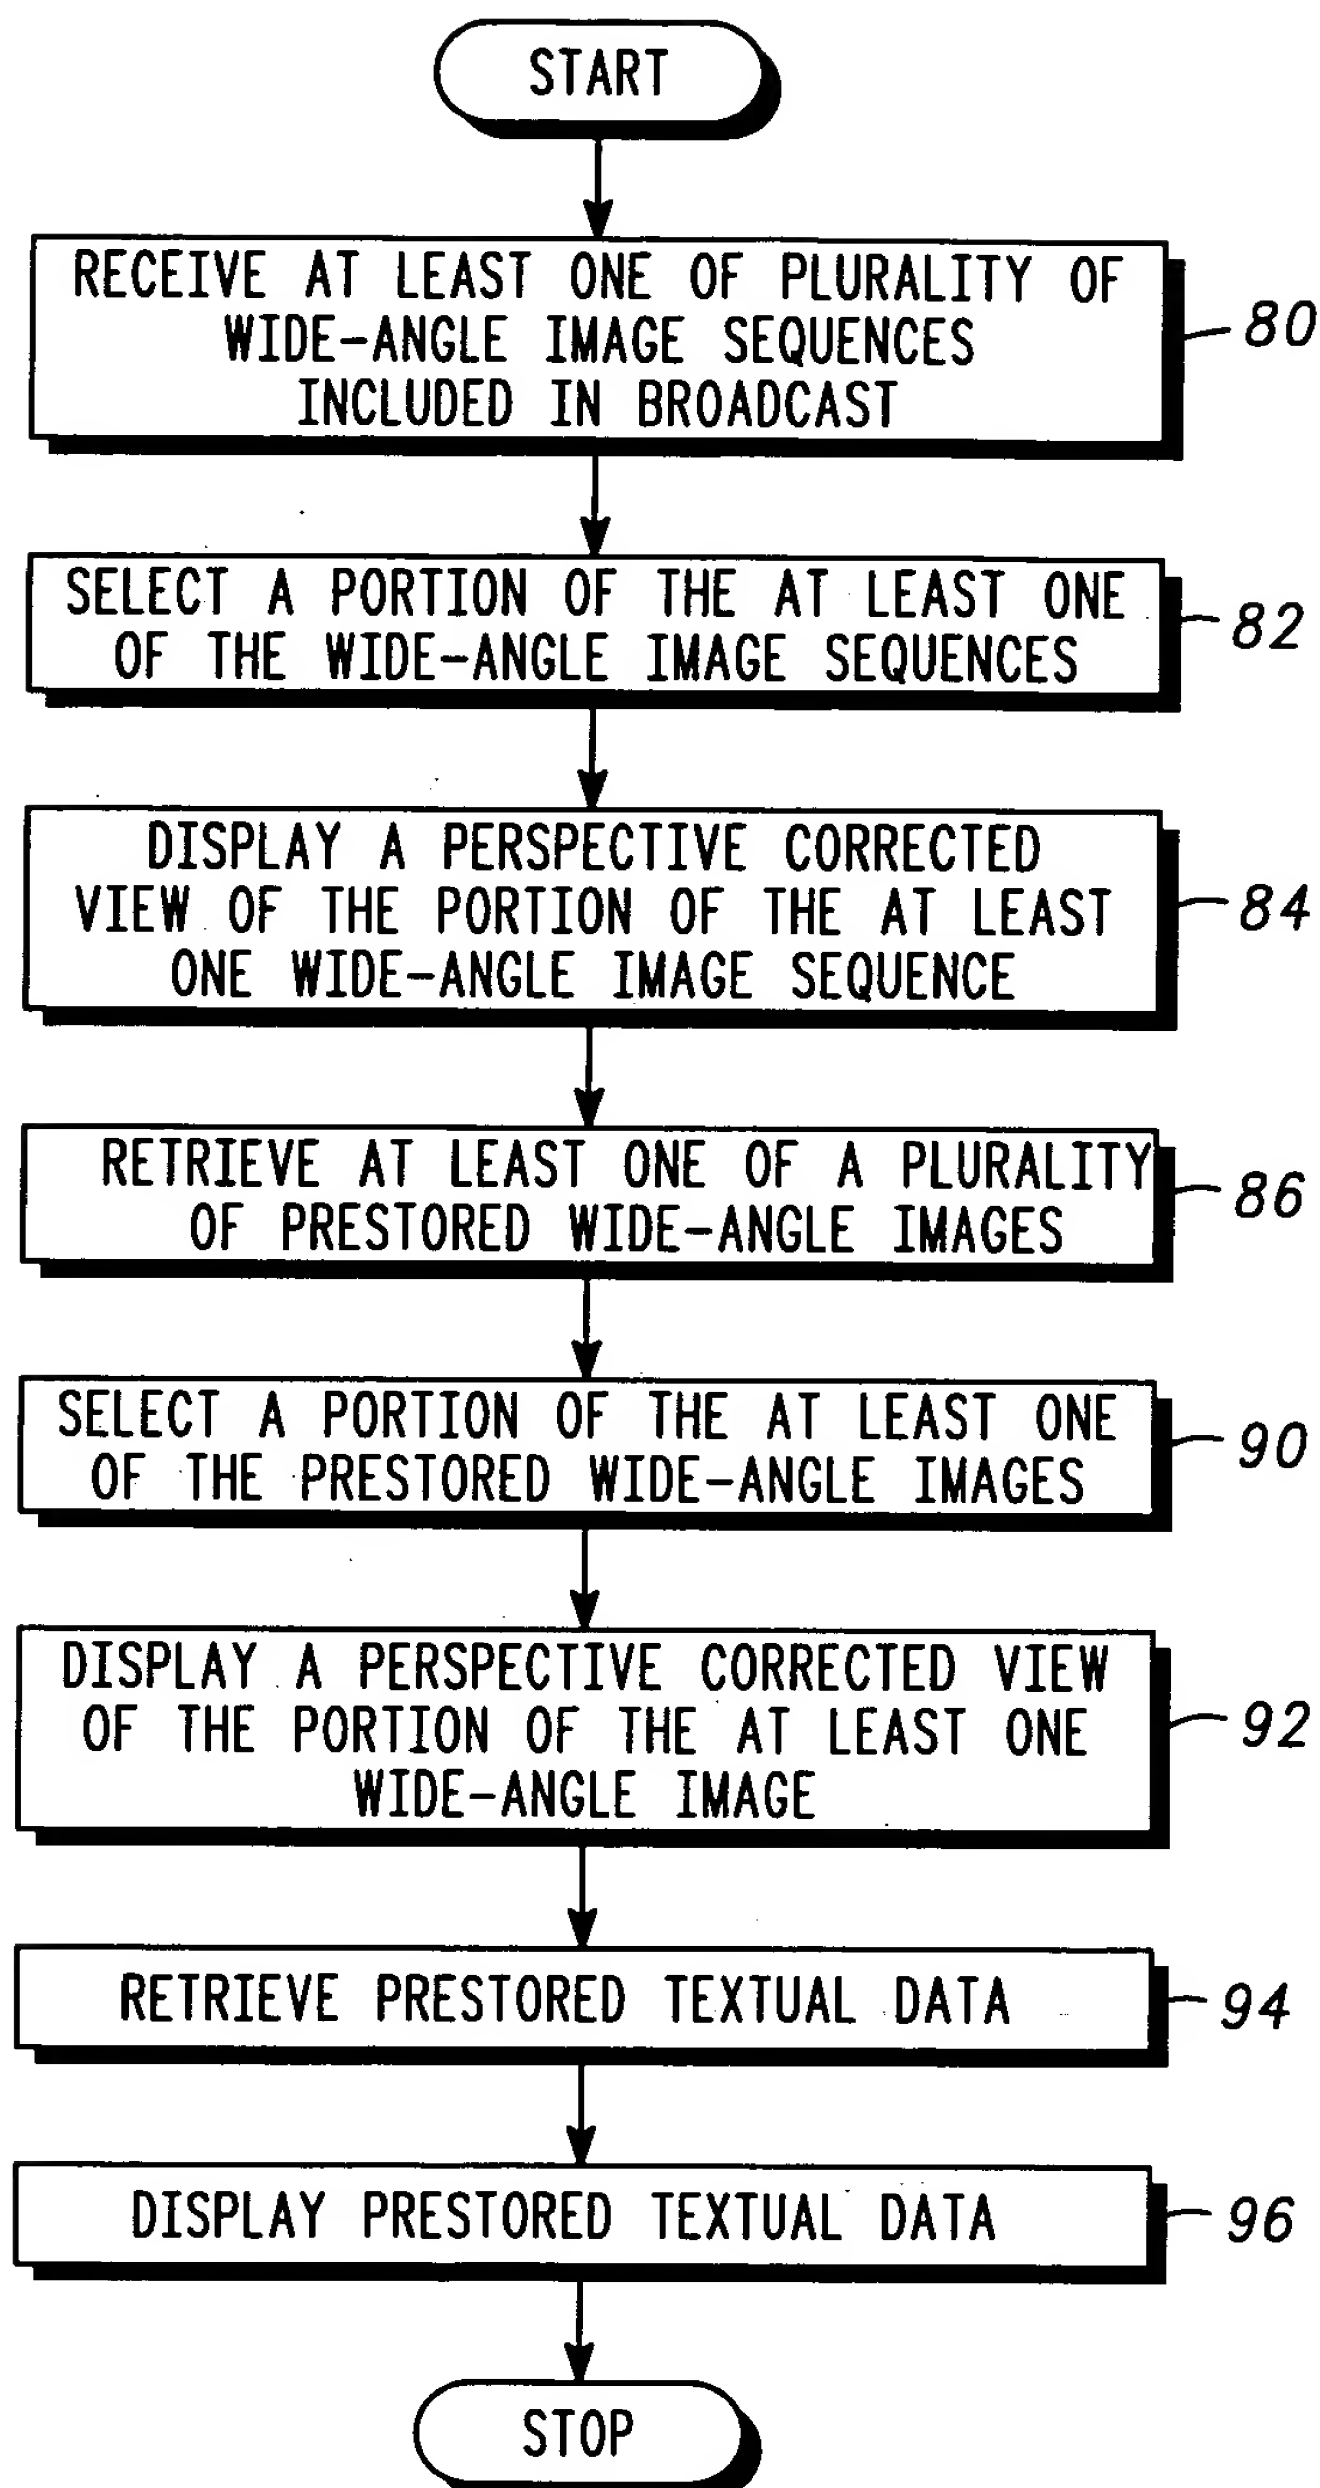 START
RECEIVE AT LEAST ONE OF PLURALITY OF
WIDE-ANGLE IMAGE SEQUENCES
INCLUDED IN BROADCAST
80
SELECT A PORTION OF THE AT LEAST ONE
OF THE WIDE-ANGLE IMAGE SEQUENCES
82
DISPLAY A PERSPECTIVE CORRECTED
VIEW OF THE PORTION OF THE AT LEAST
ONE WIDE-ANGLE IMAGE SEQUENCE
84
RETRIEVE AT LEAST ONE OF A PLURALITY
OF PRESTORED WIDE-ANGLE IMAGES
86
SELECT A PORTION OF THE AT LEAST ONE
OF THE PRESTORED WIDE-ANGLE IMAGES
90
DISPLAY A PERSPECTIVE CORRECTED VIEW
OF THE PORTION OF THE AT LEAST ONE
WIDE-ANGLE IMAGE
92
RETRIEVE PRESTORED TEXTUAL DATA
94
DISPLAY PRESTORED TEXTUAL DATA
96
STOP